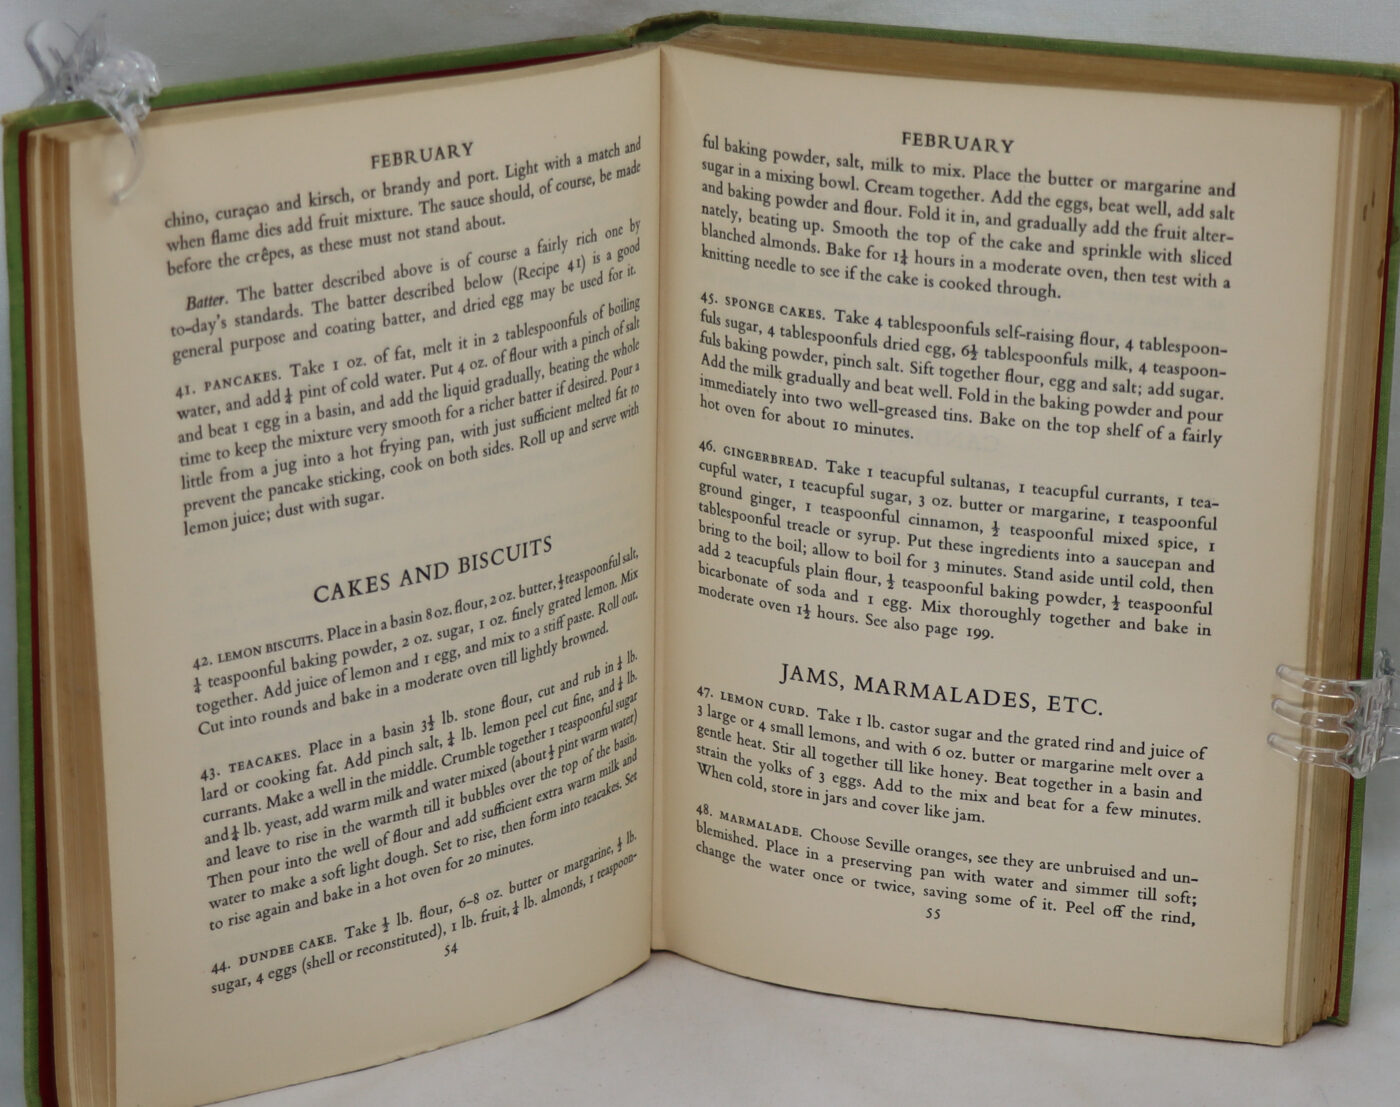 FEBRUARY
chino, curaçao and kirsch, or brandy and port. Light with a match and
when flame dies add fruit mixture. The sauce should, of course, be made
before the crêpes, as these must not stand about.
Batter. The batter described above is of course a fairly rich one by
to-day's standards. The batter described below (Recipe 41) is a good
general purpose and coating batter, and dried egg may be used for it.
41. PANCAKES. Take 1 oz. of fat, melt it in 2 tablespoonfuls of boiling
water, and add ¼ pint of cold water. Put 4 oz. of flour with a pinch of salt
and beat 1 egg in a basin, and add the liquid gradually, beating the whole
time to keep the mixture very smooth for a richer batter if desired. Pour a
little from a jug into a hot frying pan, with just sufficient melted fat to
prevent the pancake sticking, cook on both sides. Roll up and serve with
lemon juice; dust with sugar.
CAKES AND BISCUITS
42. LEMON BISCUITS. Place in a basin 8 oz. flour, 2 oz. butter, ¼ teaspoonful salt,
¼ teaspoonful baking powder, 2 oz. sugar, 1 oz. finely grated lemon. Mix
together. Add juice of lemon and 1 egg, and mix to a stiff paste. Roll out.
Cut into rounds and bake in a moderate oven till lightly browned.
43. TEACAKES. Place in a basin 3½ lb. stone flour, cut and rub in ¼ lb.
lard or cooking fat. Add pinch salt, ¼ lb. lemon peel cut fine, and ¼ lb.
currants. Make a well in the middle. Crumble together 1 teaspoonful sugar
and ¼ lb. yeast, add warm milk and water mixed (about ½ pint warm water)
and leave to rise in the warmth till it bubbles over the top of the basin.
Then pour into the well of flour and add sufficient extra warm milk and
water to make a soft light dough. Set to rise, then form into teacakes. Set
to rise again and bake in a hot oven for 20 minutes.
44. DUNDEE CAKE. Take ½ lb. flour, 6–8 oz. butter or margarine, ½ lb.
sugar, 4 eggs (shell or reconstituted), 1 lb. fruit, ¼ lb. almonds, 1 teaspoon-
54
FEBRUARY
ful baking powder, salt, milk to mix. Place the butter or margarine and
sugar in a mixing bowl. Cream together. Add the eggs, beat well, add salt
and baking powder and flour. Fold it in, and gradually add the fruit alter-
nately, beating up. Smooth the top of the cake and sprinkle with sliced
blanched almonds. Bake for 1¼ hours in a moderate oven, then test with a
knitting needle to see if the cake is cooked through.
45. SPONGE CAKES. Take 4 tablespoonfuls self-raising flour, 4 tablespoon-
fuls sugar, 4 tablespoonfuls dried egg, 6½ tablespoonfuls milk, 4 teaspoon-
fuls baking powder, pinch salt. Sift together flour, egg and salt; add sugar.
Add the milk gradually and beat well. Fold in the baking powder and pour
immediately into two well-greased tins. Bake on the top shelf of a fairly
hot oven for about 10 minutes.
46. GINGERBREAD. Take 1 teacupful sultanas, 1 teacupful currants, 1 tea-
cupful water, 1 teacupful sugar, 3 oz. butter or margarine, 1 teaspoonful
ground ginger, 1 teaspoonful cinnamon, ½ teaspoonful mixed spice, 1
tablespoonful treacle or syrup. Put these ingredients into a saucepan and
bring to the boil; allow to boil for 3 minutes. Stand aside until cold, then
add 2 teacupfuls plain flour, ½ teaspoonful baking powder, ½ teaspoonful
bicarbonate of soda and 1 egg. Mix thoroughly together and bake in
moderate oven 1½ hours. See also page 199.
JAMS, MARMALADES, ETC.
47. LEMON CURD. Take 1 lb. castor sugar and the grated rind and juice of
3 large or 4 small lemons, and with 6 oz. butter or margarine melt over a
gentle heat. Stir all together till like honey. Beat together in a basin and
strain the yolks of 3 eggs. Add to the mix and beat for a few minutes.
When cold, store in jars and cover like jam.
48. MARMALADE. Choose Seville oranges, see they are unbruised and un-
blemished. Place in a preserving pan with water and simmer till soft;
change the water once or twice, saving some of it. Peel off the rind,
55